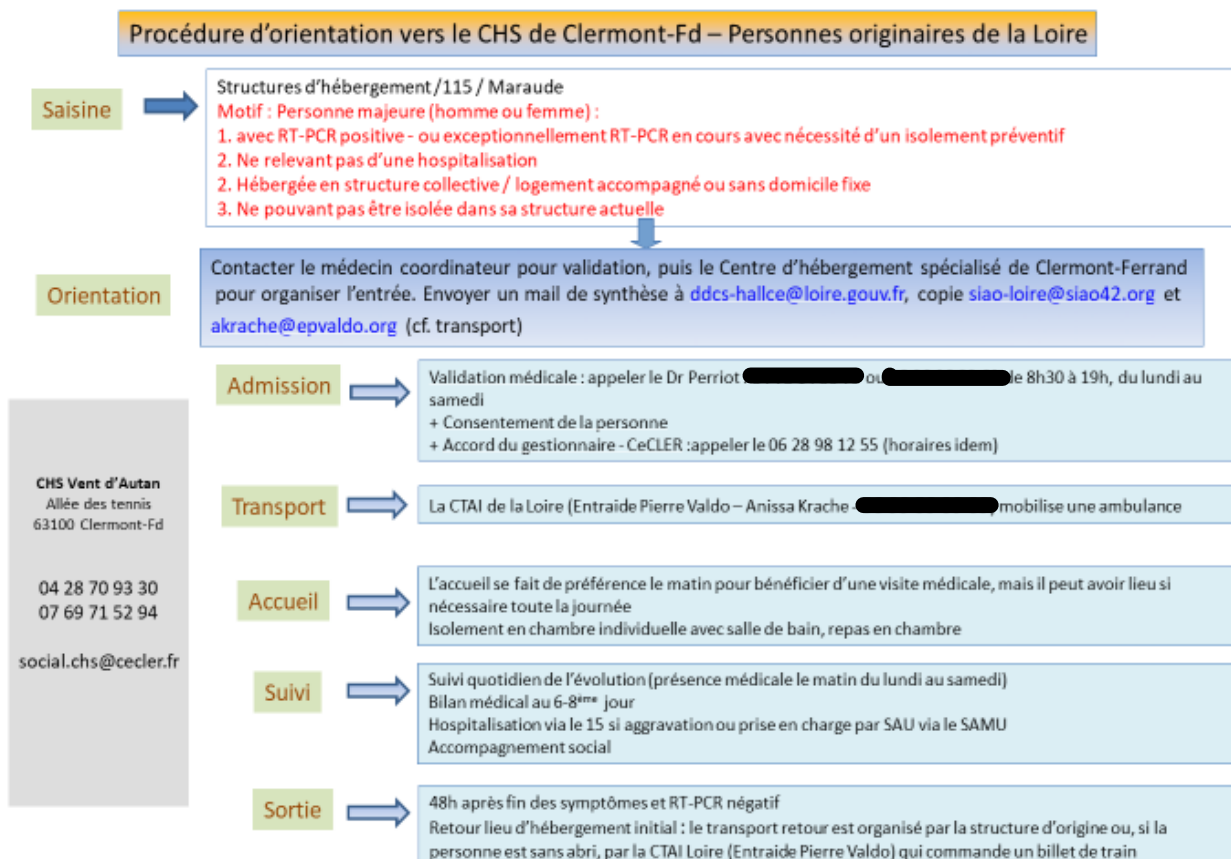 Procédure d'orientation vers le CHS de Clermont-Fd – Personnes originaires de la Loire
Saisine
Structures d'hébergement /115 / Maraude
Motif : Personne majeure (homme ou femme) :
1. avec RT-PCR positive - ou exceptionnellement RT-PCR en cours avec nécessité d'un isolement préventif
2. Ne relevant pas d'une hospitalisation
2. Hébergée en structure collective / logement accompagné ou sans domicile fixe
3. Ne pouvant pas être isolée dans sa structure actuelle
Orientation
Contacter le médecin coordinateur pour validation, puis le Centre d'hébergement spécialisé de Clermont-Ferrand
pour organiser l'entrée. Envoyer un mail de synthèse à ddcs-hallce@loire.gouv.fr, copie siao-loire@siao42.org et
akrache@epvaldo.org (cf. transport)
Admission
Validation médicale : appeler le Dr Perriot : ou de 8h30 à 19h, du lundi au
samedi
+ Consentement de la personne
+ Accord du gestionnaire - CeCLER :appeler le 06 28 98 12 55 (horaires idem)
CHS Vent d'Autan
Allée des tennis
63100 Clermont-Fd
04 28 70 93 30
07 69 71 52 94
social.chs@cecler.fr
Transport
La CTAI de la Loire (Entraide Pierre Valdo – Anissa Krache - mobilise une ambulance
Accueil
L'accueil se fait de préférence le matin pour bénéficier d'une visite médicale, mais il peut avoir lieu si
nécessaire toute la journée
Isolement en chambre individuelle avec salle de bain, repas en chambre
Suivi
Suivi quotidien de l'évolution (présence médicale le matin du lundi au samedi)
Bilan médical au 6-8ème jour
Hospitalisation via le 15 si aggravation ou prise en charge par SAU via le SAMU
Accompagnement social
Sortie
48h après fin des symptômes et RT-PCR négatif
Retour lieu d'hébergement initial : le transport retour est organisé par la structure d'origine ou, si la
personne est sans abri, par la CTAI Loire (Entraide Pierre Valdo) qui commande un billet de train